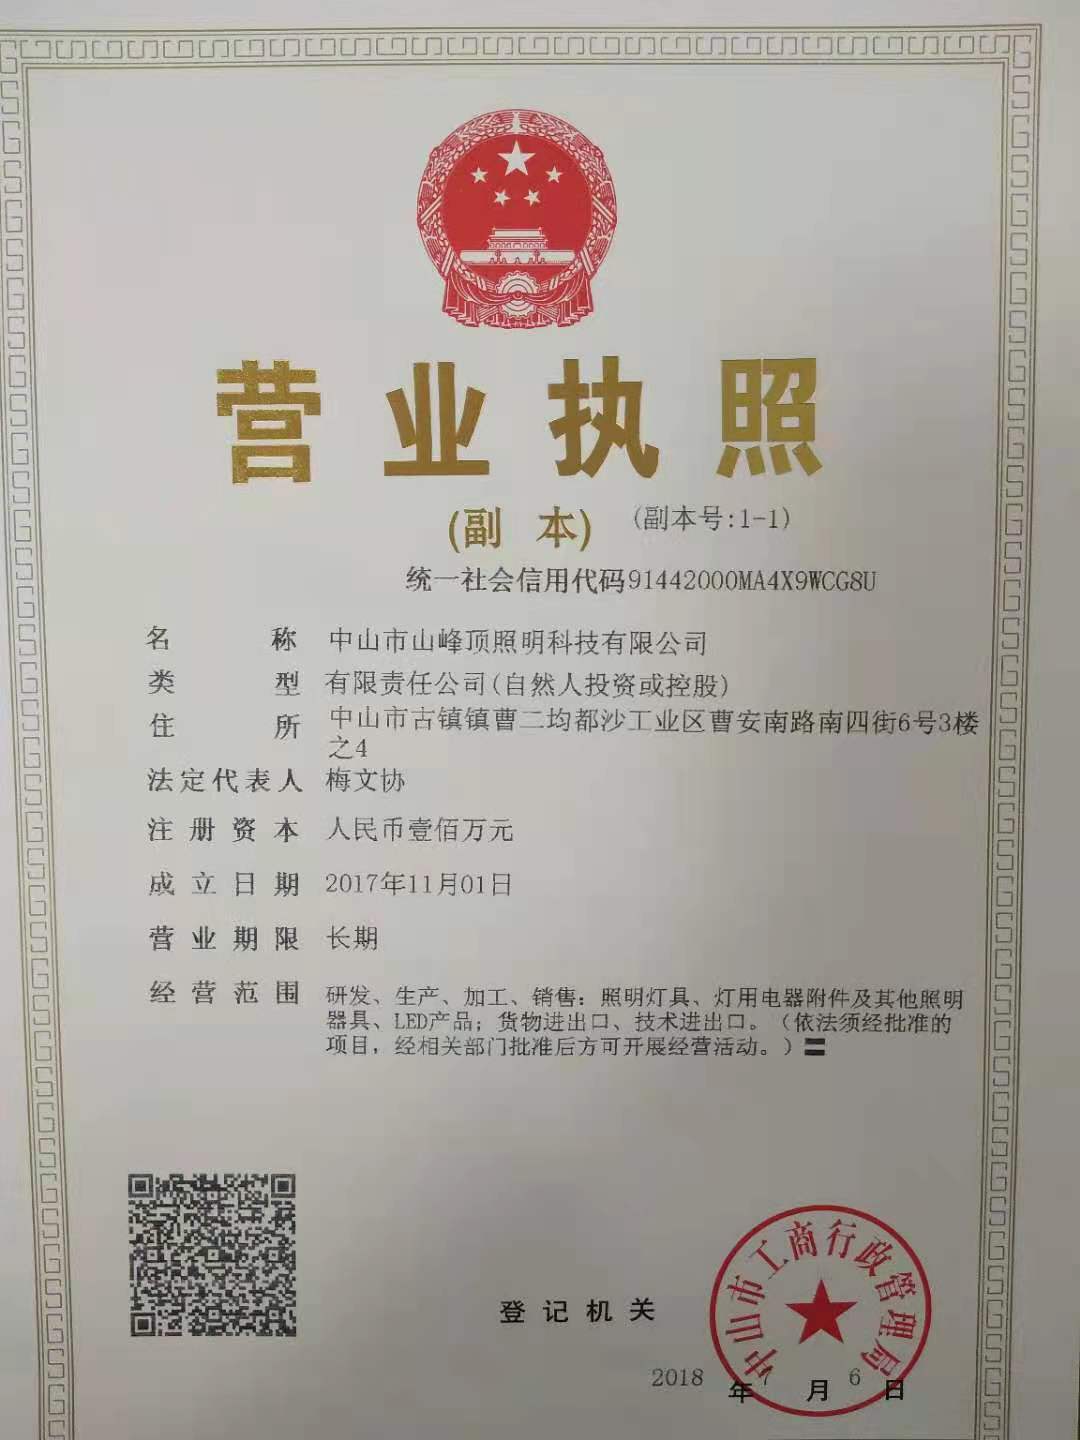 营业执照
(副 本) (副本号:1-1)
统一社会信用代码91442000MA4X9WCG8U
名 称 中山市山峰顶照明科技有限公司
类 型 有限责任公司(自然人投资或控股)
住 所 中山市古镇镇曹二均都沙工业区曹安南路南四街6号3楼
之4
法定代表人 梅文协
注册资本 人民币壹佰万元
成立日期 2017年11月01日
营业期限 长期
经营范围 研发、生产、加工、销售：照明灯具、灯用电器附件及其他照明
器具、LED产品；货物进出口、技术进出口。（依法须经批准的
项目，经相关部门批准后方可开展经营活动。）
中山市工商行政管理局
登记机关
2018 年 7 月 6 日